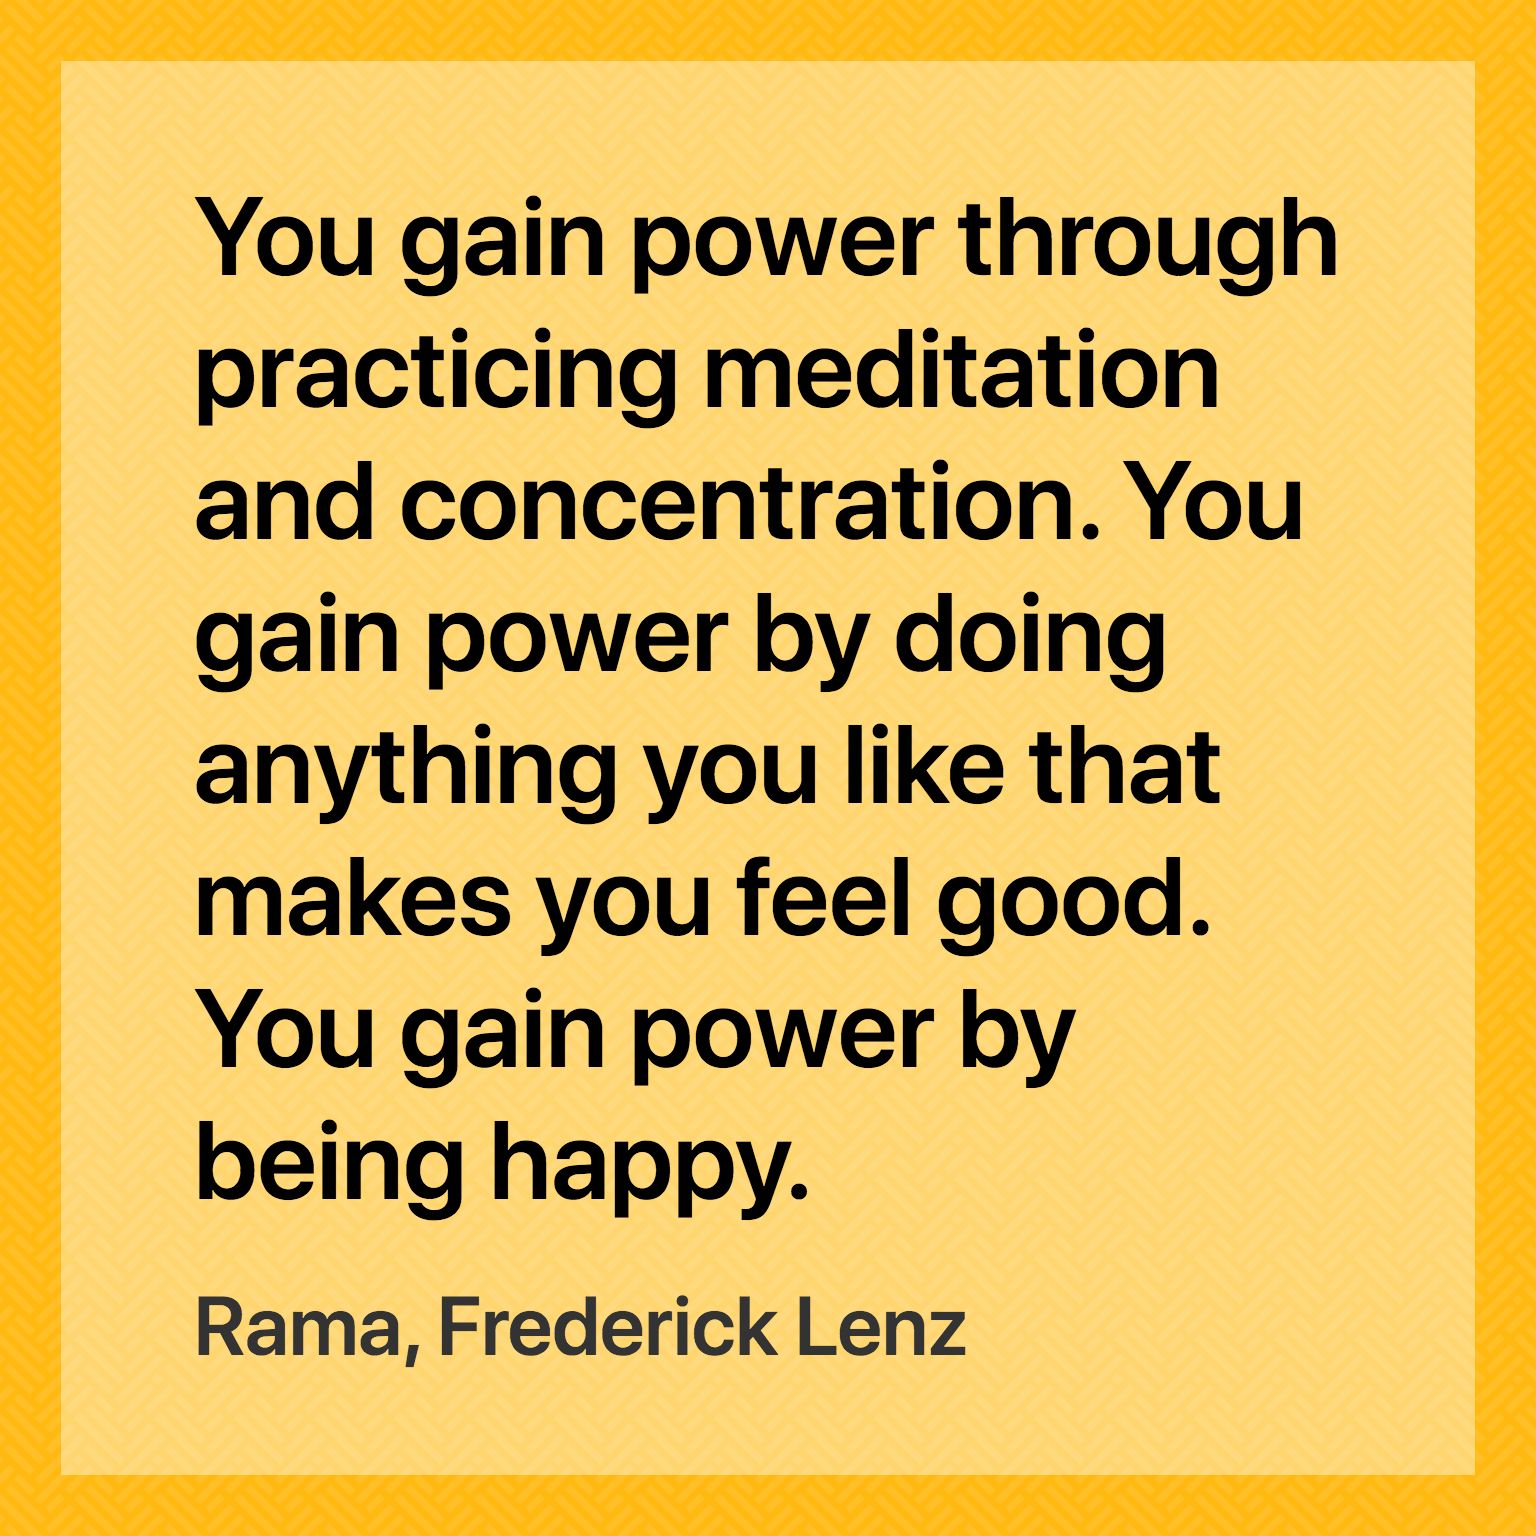 You gain power through
practicing meditation
and concentration. You
gain power by doing
anything you like that
makes you feel good.
You gain power by
being happy.
Rama, Frederick Lenz